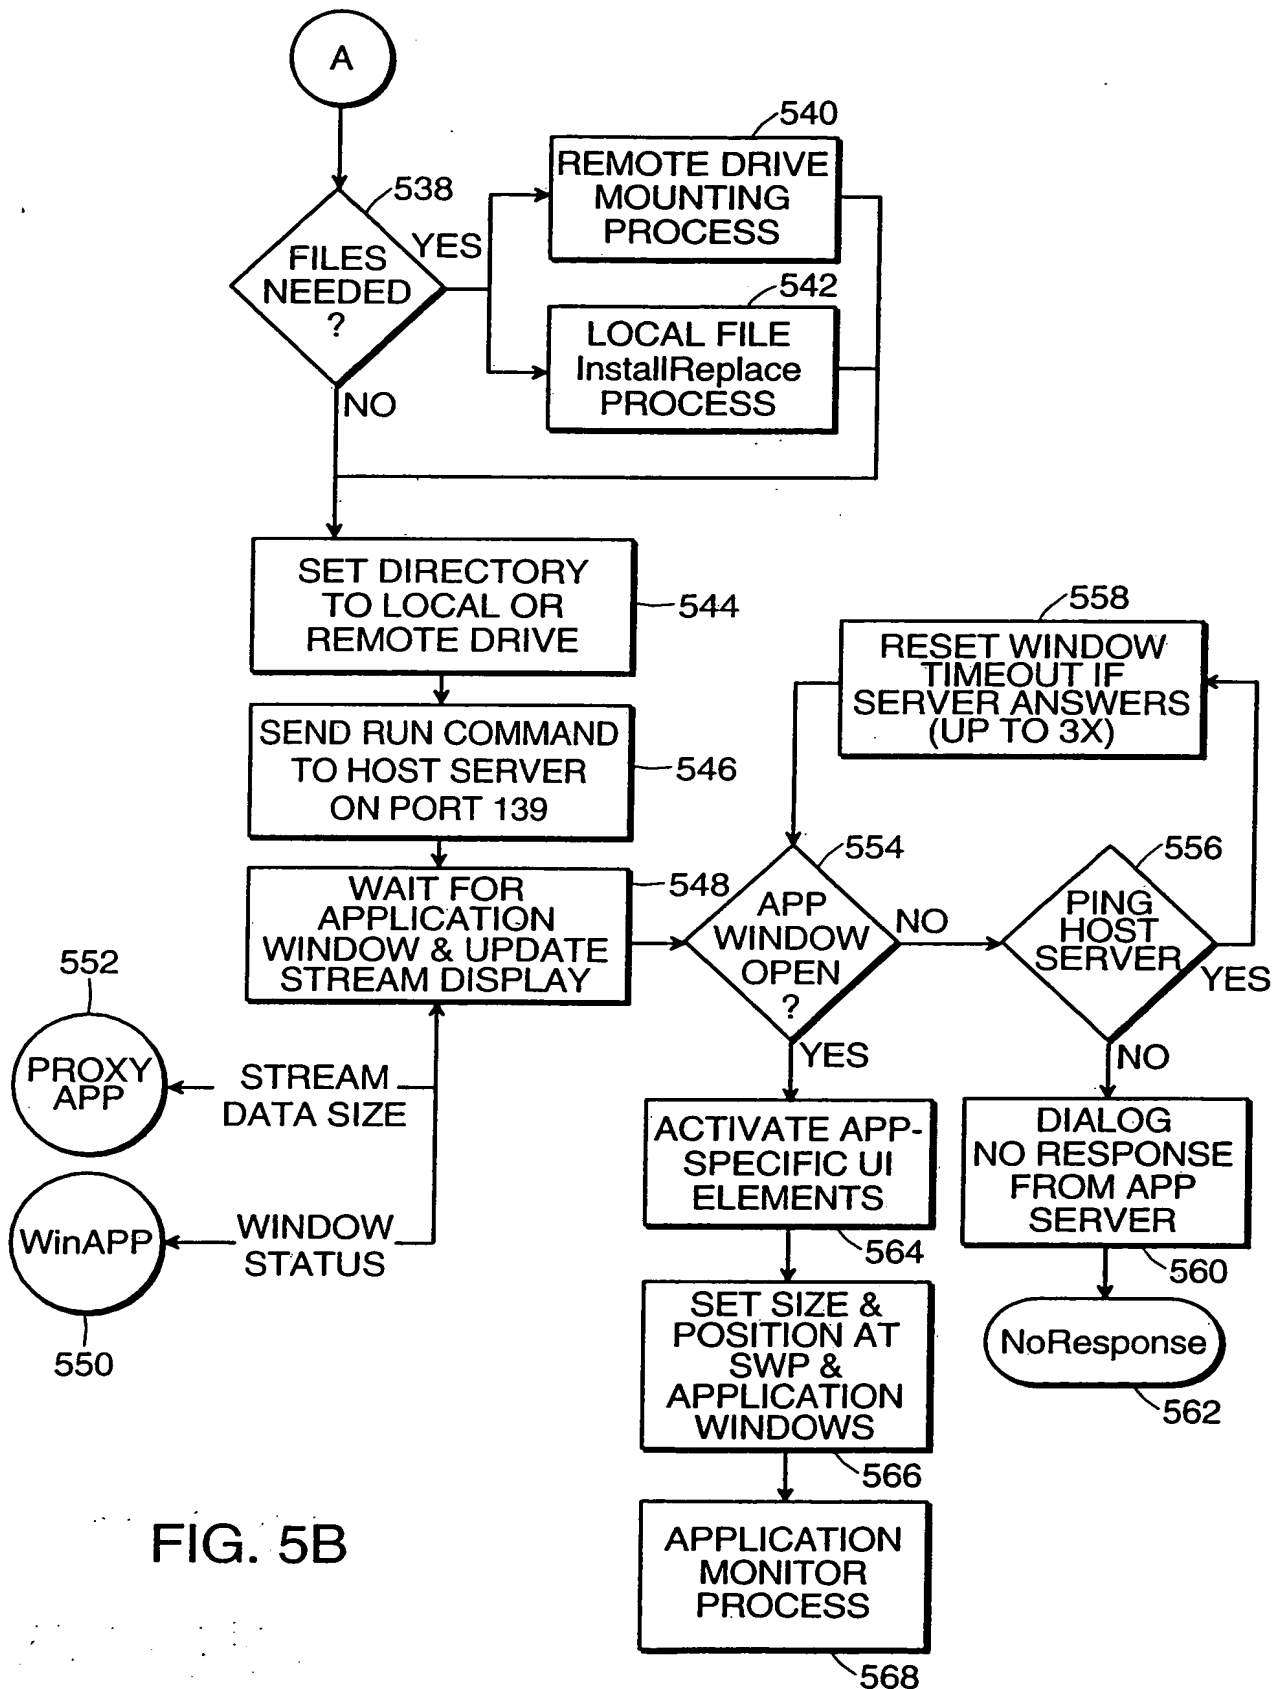 A
540
REMOTE DRIVE
MOUNTING
PROCESS
538
YES
FILES
NEEDED
?
542
LOCAL FILE
InstallReplace
PROCESS
NO
SET DIRECTORY
TO LOCAL OR
REMOTE DRIVE
544
558
RESET WINDOW
TIMEOUT IF
SERVER ANSWERS
(UP TO 3X)
SEND RUN COMMAND
TO HOST SERVER
ON PORT 139
546
WAIT FOR
APPLICATION
WINDOW & UPDATE
STREAM DISPLAY
548
554
APP
WINDOW
OPEN
?
NO
556
PING
HOST
SERVER
YES
552
PROXY
APP
STREAM
DATA SIZE
YES
NO
WinAPP
WINDOW
STATUS
550
ACTIVATE APP-
SPECIFIC UI
ELEMENTS
564
DIALOG
NO RESPONSE
FROM APP
SERVER
560
SET SIZE &
POSITION AT
SWP &
APPLICATION
WINDOWS
566
NoResponse
562
APPLICATION
MONITOR
PROCESS
568
FIG. 5B